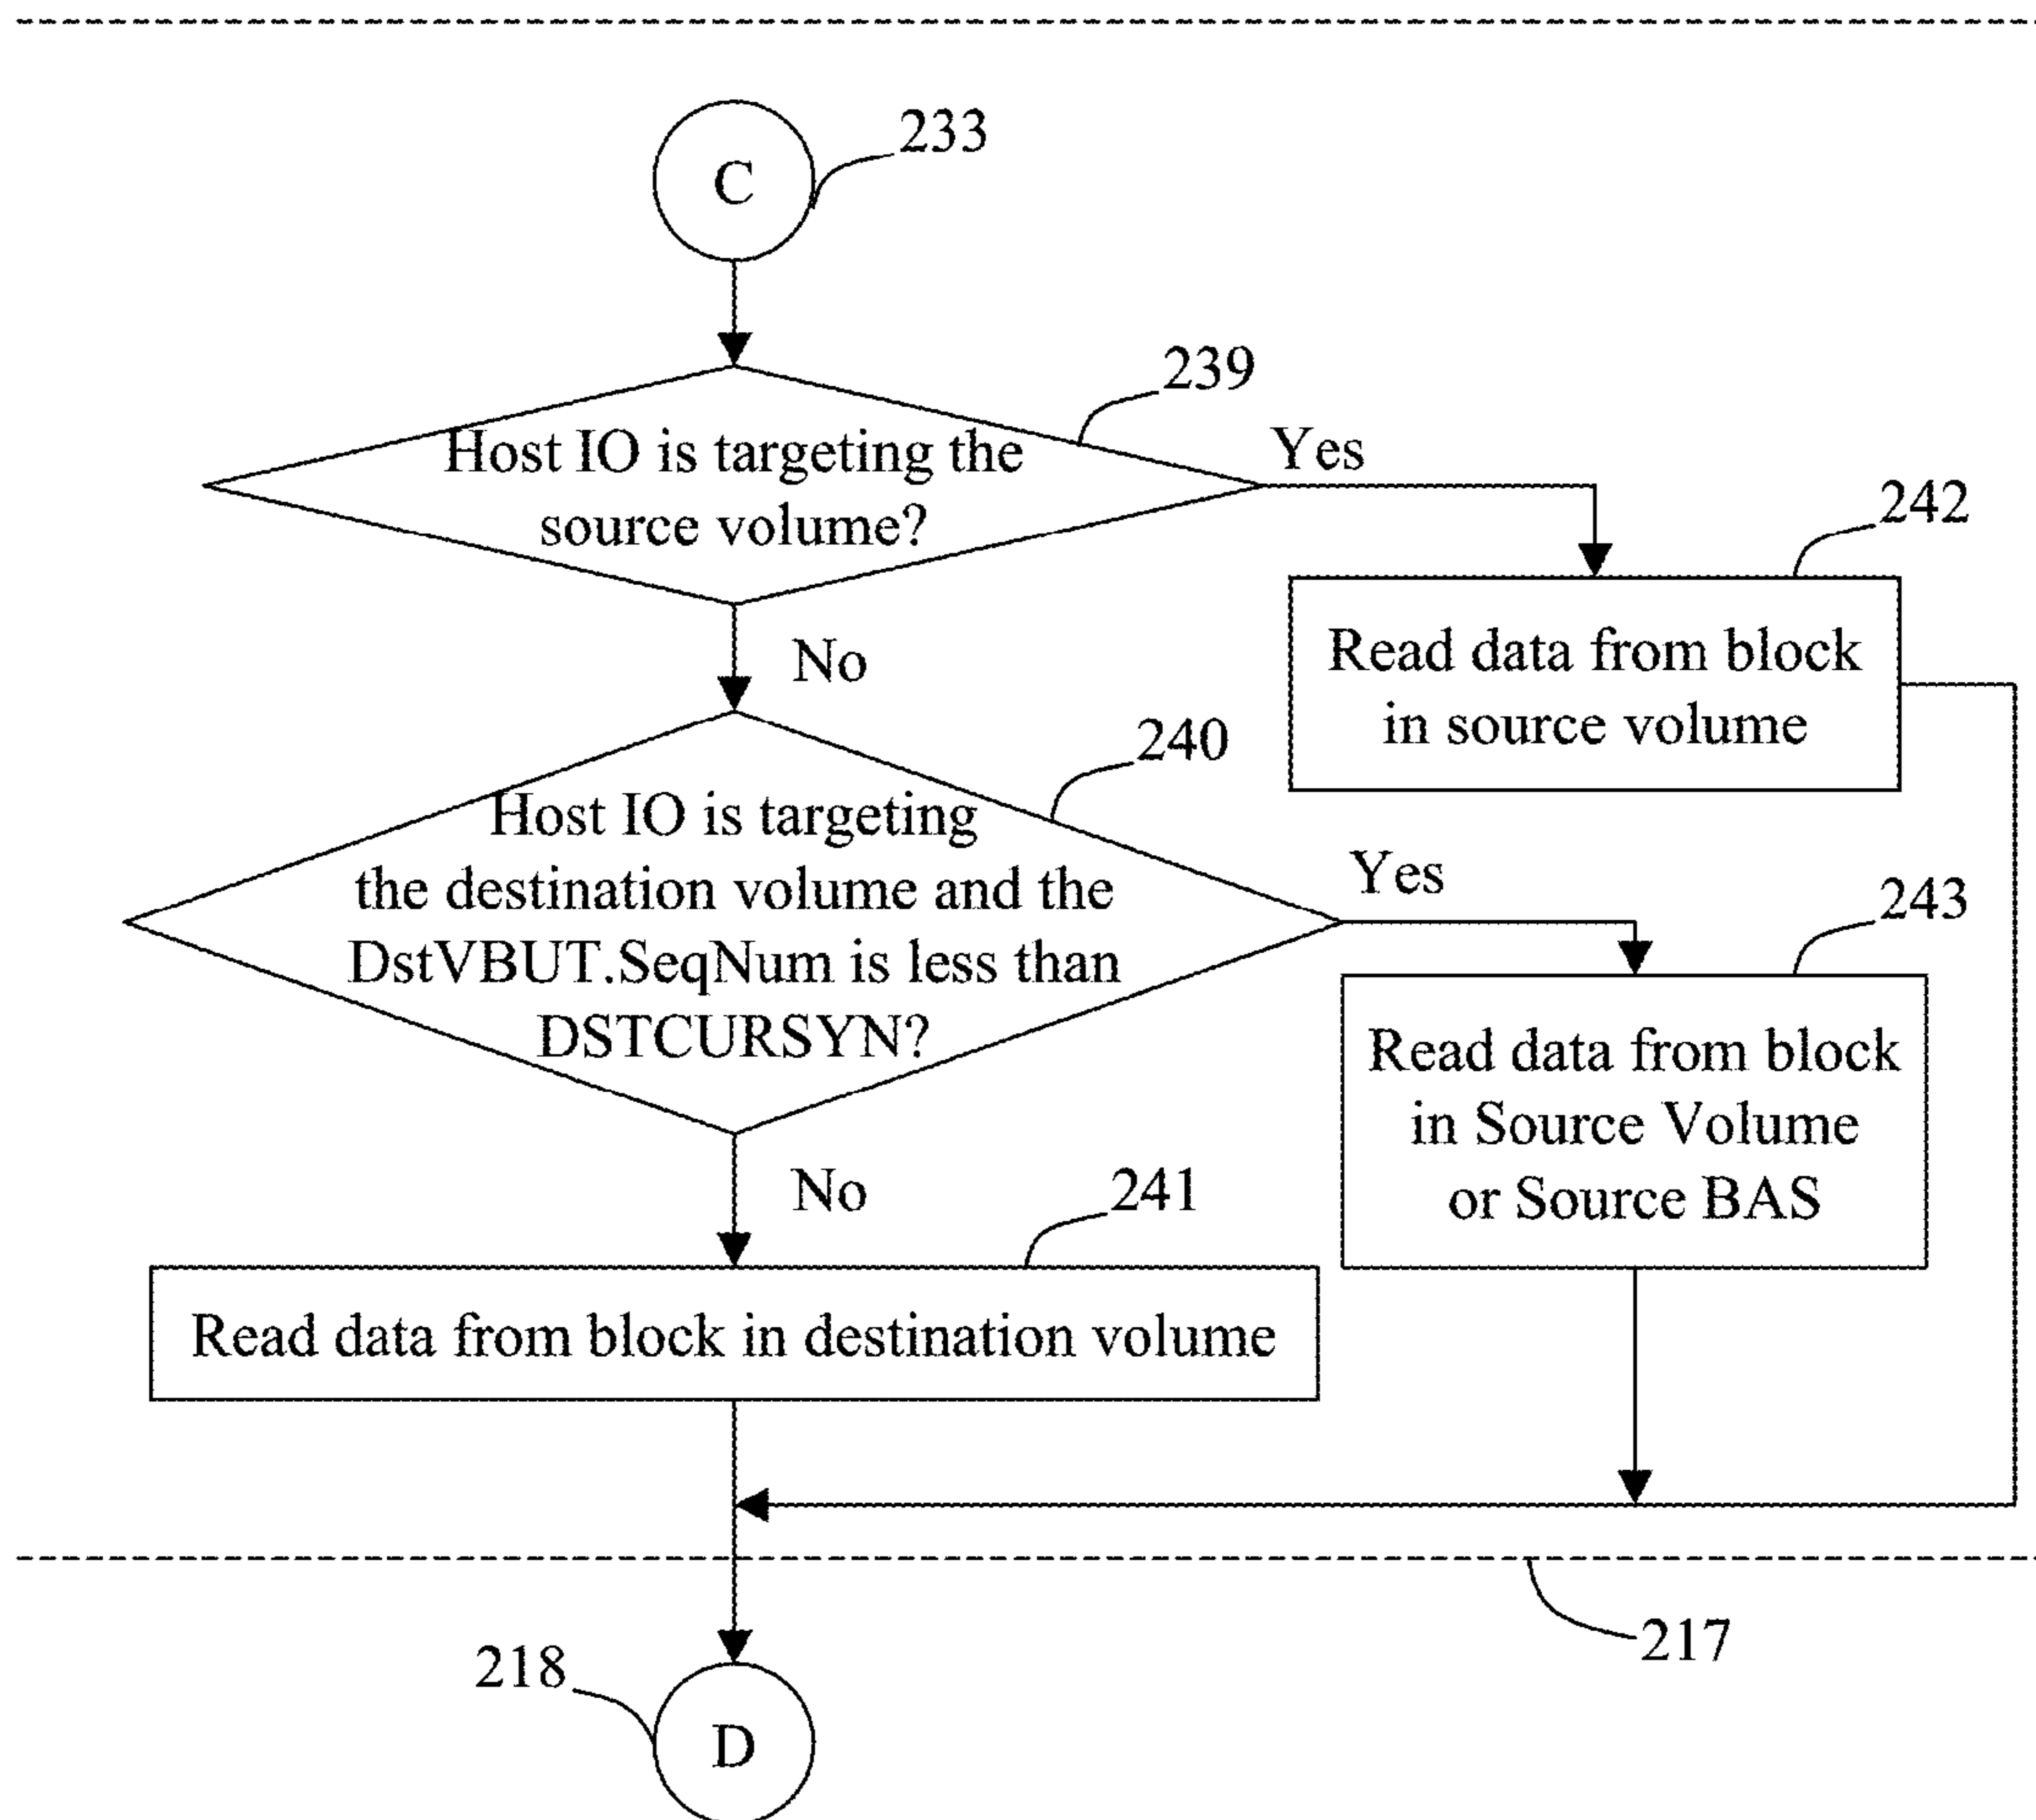 C
233
239
Host IO is targeting the
source volume?
Yes
242
Read data from block
in source volume
No
240
Host IO is targeting
the destination volume and the
DstVBUT.SeqNum is less than
DSTCURSYN?
Yes
243
Read data from block
in Source Volume
or Source BAS
No
241
Read data from block in destination volume
217
218
D